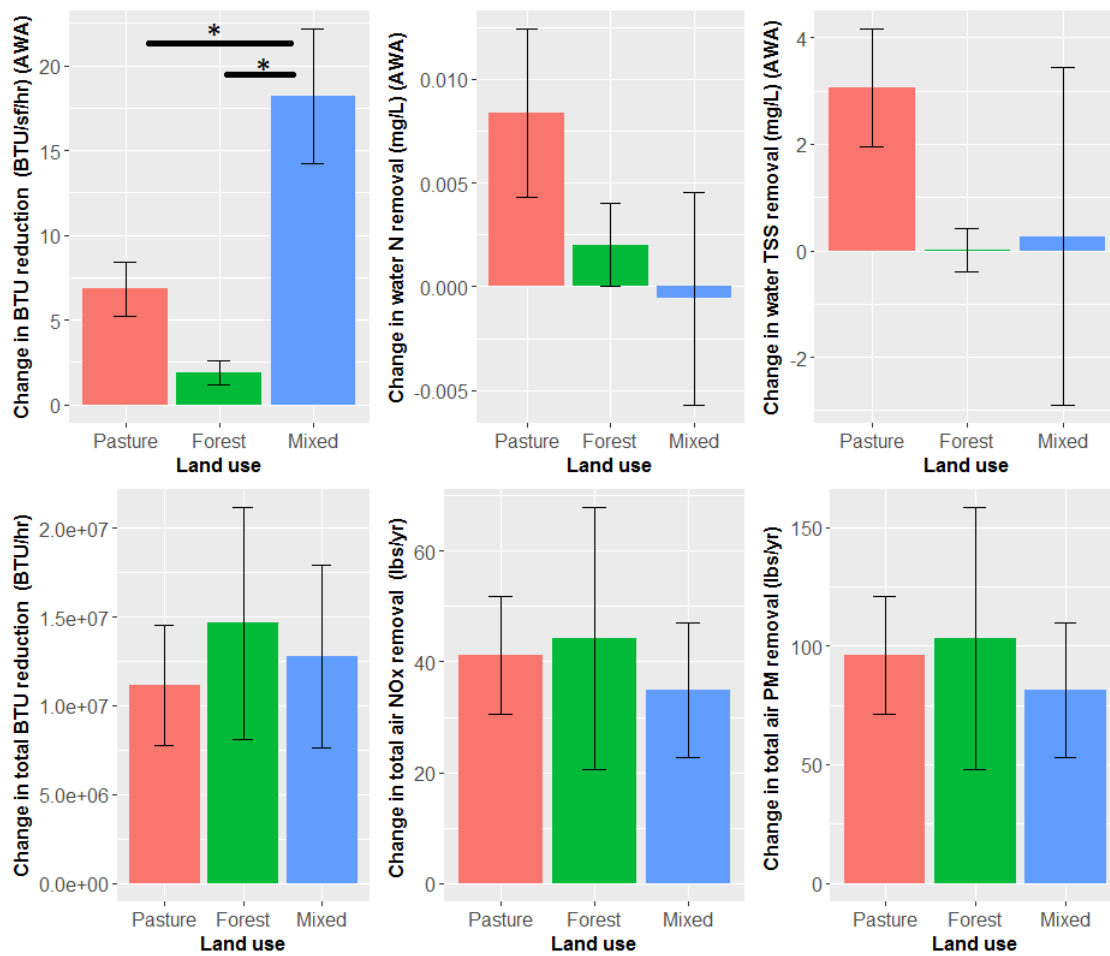 Change in BTU reduction (BTU/sf/hr) (AWA)
20
15
10
5
0
*
*
Pasture Forest Mixed
Land use
Change in water N removal (mg/L) (AWA)
0.010
0.005
0.000
-0.005
Pasture Forest Mixed
Land use
Change in water TSS removal (mg/L) (AWA)
4
2
0
-2
Pasture Forest Mixed
Land use
Change in total BTU reduction (BTU/hr)
2.0e+07
1.5e+07
1.0e+07
5.0e+06
0.0e+00
Pasture Forest Mixed
Land use
Change in total air NOx removal (lbs/yr)
60
40
20
0
Pasture Forest Mixed
Land use
Change in total air PM removal (lbs/yr)
150
100
50
0
Pasture Forest Mixed
Land use